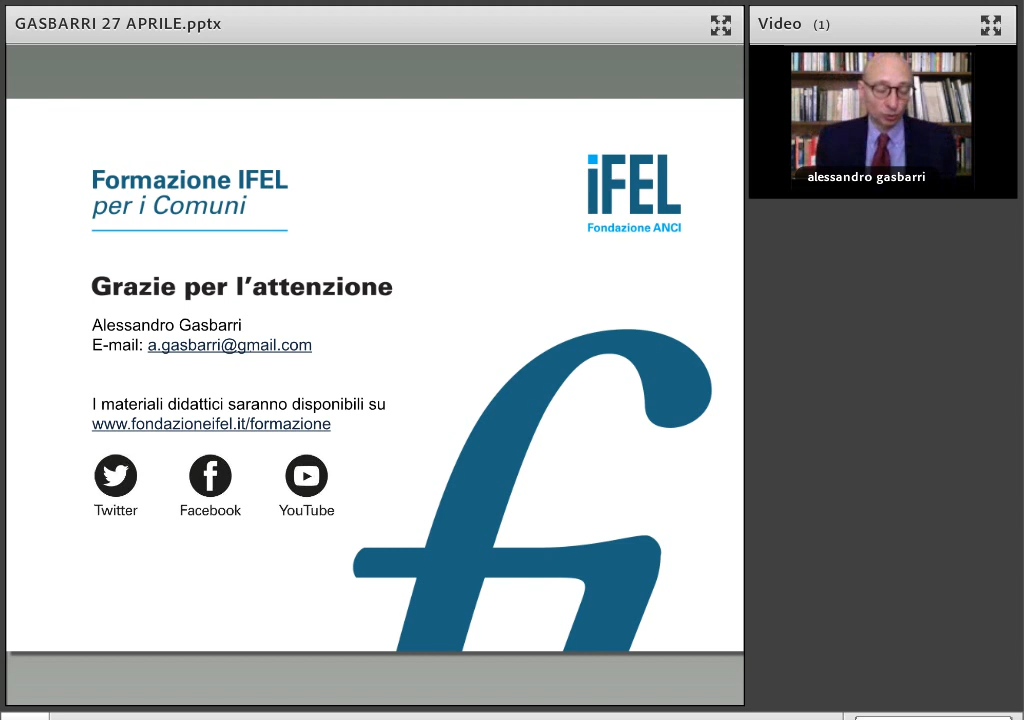 GASBARRI 27 APRILE.pptx
Video (1)
alessandro gasbarri
Formazione IFEL
per i Comuni
iFEL
Fondazione ANCI
Grazie per l'attenzione
Alessandro Gasbarri
E-mail: a.gasbarri@gmail.com
I materiali didattici saranno disponibili su
www.fondazioneifel.it/formazione
Twitter
Facebook
YouTube